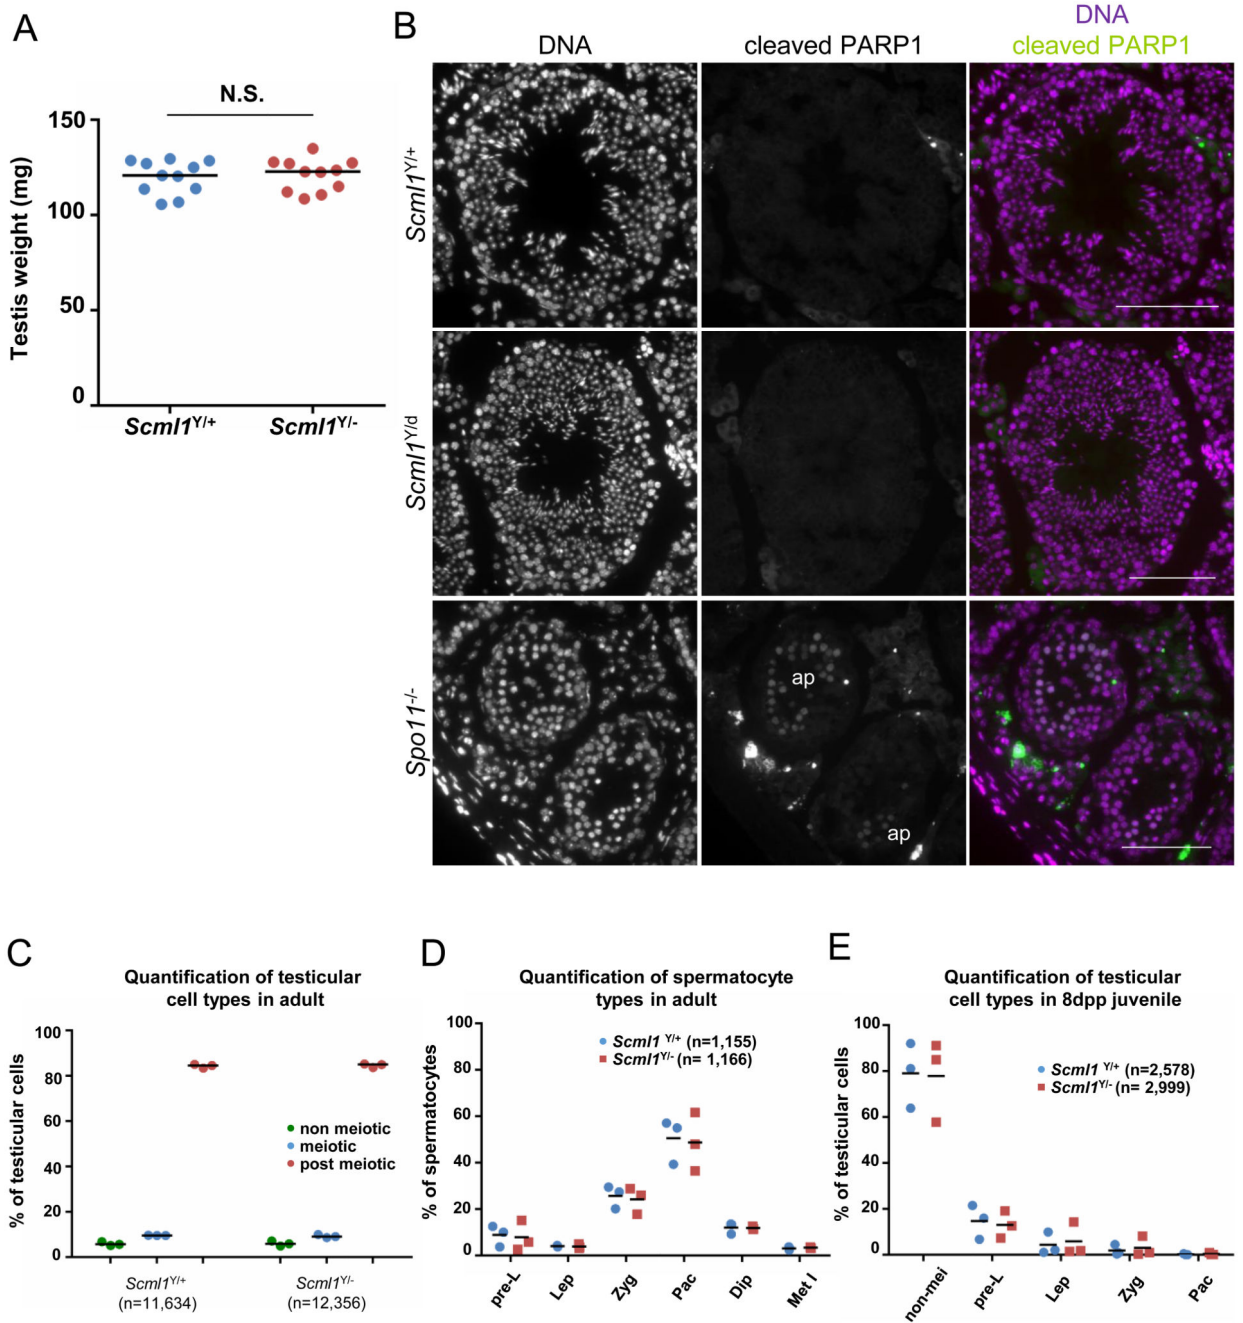 A
N.S.
150
100
50
0
Testis weight (mg)
Scml1Y/+
Scml1Y/-
B
DNA
cleaved PARP1
DNA
cleaved PARP1
Scml1Y/+
Scml1Y/d
Spo11-/-
ap
ap
C
Quantification of testicular
cell types in adult
100
80
60
40
20
0
% of testicular cells
non meiotic
meiotic
post meiotic
Scml1Y/+
(n=11,634)
Scml1Y/-
(n=12,356)
D
Quantification of spermatocyte
types in adult
100
80
60
40
20
0
% of spermatocytes
Scml1 Y/+ (n=1,155)
Scml1Y/- (n= 1,166)
pre-L
Lep
Zyg
Pac
Dip
Met I
E
Quantification of testicular
cell types in 8dpp juvenile
100
80
60
40
20
0
% of testicular cells
Scml1 Y/+ (n=2,578)
Scml1Y/- (n= 2,999)
non-mei
pre-L
Lep
Zyg
Pac